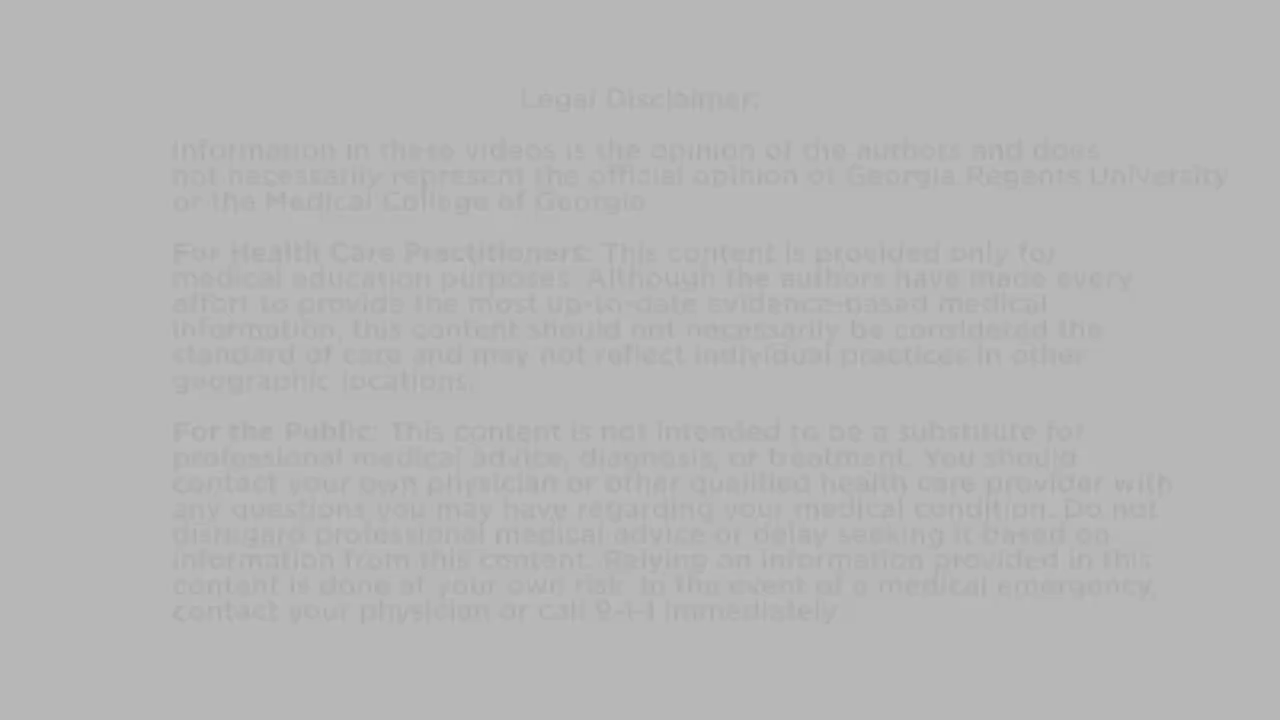 Legal Disclaimer:
Information in these videos is the opinion of the authors and does
not necessarily represent the official opinion of Georgia Regents University
or the Medical College of Georgia
For Health Care Practitioners: This content is provided only for
medical education purposes. Although the authors have made every
effort to provide the most up-to-date evidence-based medical
information, this content should not necessarily be considered the
standard of care and may not reflect individual practices in other
geographic locations.
For the Public: This content is not intended to be a substitute for
professional medical advice, diagnosis, or treatment. You should
contact your own physician or other qualified health care provider with
any questions you may have regarding your medical condition. Do not
disregard professional medical advice or delay seeking it based on
information from this content. Relying on information provided in this
content is done at your own risk. In the event of a medical emergency,
contact your physician or call 9-1-1 immediately.